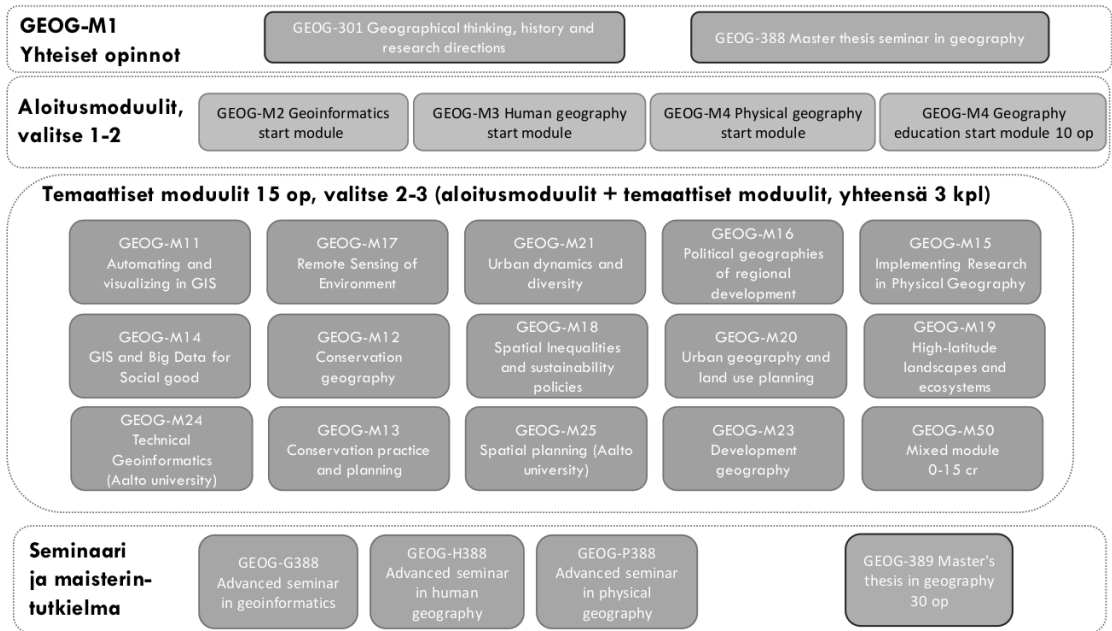 GEOG-M1
Yhteiset opinnot
GEOG-301 Geographical thinking, history and
research directions
GEOG-388 Master thesis seminar in geography
Aloitusmoduulit,
valitse 1-2
GEOG-M2 Geoinformatics
start module
GEOG-M3 Human geography
start module
GEOG-M4 Physical geography
start module
GEOG-M4 Geography
education start module 10 op
Temaattiset moduulit 15 op, valitse 2-3 (aloitusmoduulit + temaattiset moduulit, yhteensä 3 kpl)
GEOG-M11
Automating and
visualizing in GIS
GEOG-M17
Remote Sensing of
Environment
GEOG-M21
Urban dynamics and
diversity
GEOG-M16
Political geographies
of regional
development
GEOG-M15
Implementing Research
in Physical Geography
GEOG-M14
GIS and Big Data for
Social good
GEOG-M12
Conservation
geography
GEOG-M18
Spatial Inequalities
and sustainability
policies
GEOG-M20
Urban geography and
land use planning
GEOG-M19
High-latitude
landscapes and
ecosystems
GEOG-M24
Technical
Geoinformatics
(Aalto university)
GEOG-M13
Conservation practice
and planning
GEOG-M25
Spatial planning (Aalto
university)
GEOG-M23
Development
geography
GEOG-M50
Mixed module
0-15 cr
Seminaari
ja maisterin-
tutkielma
GEOG-G388
Advanced seminar
in geoinformatics
GEOG-H388
Advanced seminar
in human
geography
GEOG-P388
Advanced seminar
in physical
geography
GEOG-389 Master's
thesis in geography
30 op